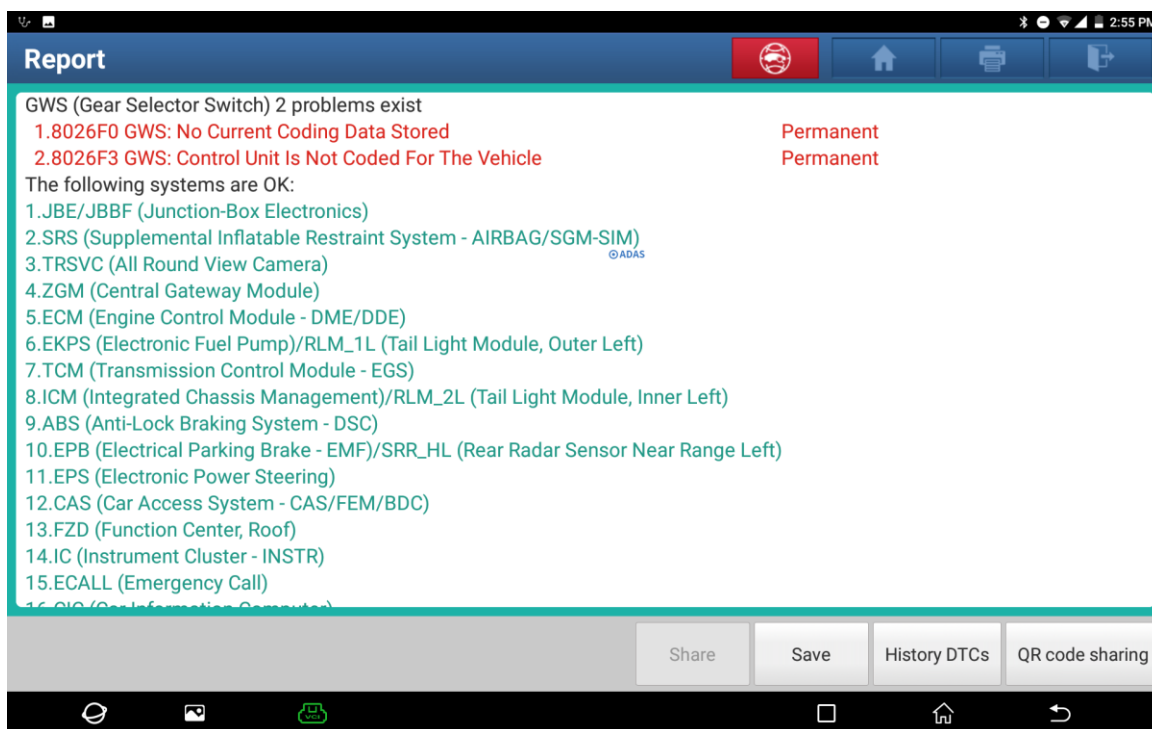 2:55 PM
Report
GWS (Gear Selector Switch) 2 problems exist
1.8026F0 GWS: No Current Coding Data Stored Permanent
2.8026F3 GWS: Control Unit Is Not Coded For The Vehicle Permanent
The following systems are OK:
1.JBE/JBBF (Junction-Box Electronics)
2.SRS (Supplemental Inflatable Restraint System - AIRBAG/SGM-SIM)
ADAS
3.TRSVC (All Round View Camera)
4.ZGM (Central Gateway Module)
5.ECM (Engine Control Module - DME/DDE)
6.EKPS (Electronic Fuel Pump)/RLM_1L (Tail Light Module, Outer Left)
7.TCM (Transmission Control Module - EGS)
8.ICM (Integrated Chassis Management)/RLM_2L (Tail Light Module, Inner Left)
9.ABS (Anti-Lock Braking System - DSC)
10.EPB (Electrical Parking Brake - EMF)/SRR_HL (Rear Radar Sensor Near Range Left)
11.EPS (Electronic Power Steering)
12.CAS (Car Access System - CAS/FEM/BDC)
13.FZD (Function Center, Roof)
14.IC (Instrument Cluster - INSTR)
15.ECALL (Emergency Call)
16.CIC (Car Information Computer)
Share Save History DTCs QR code sharing
VCI